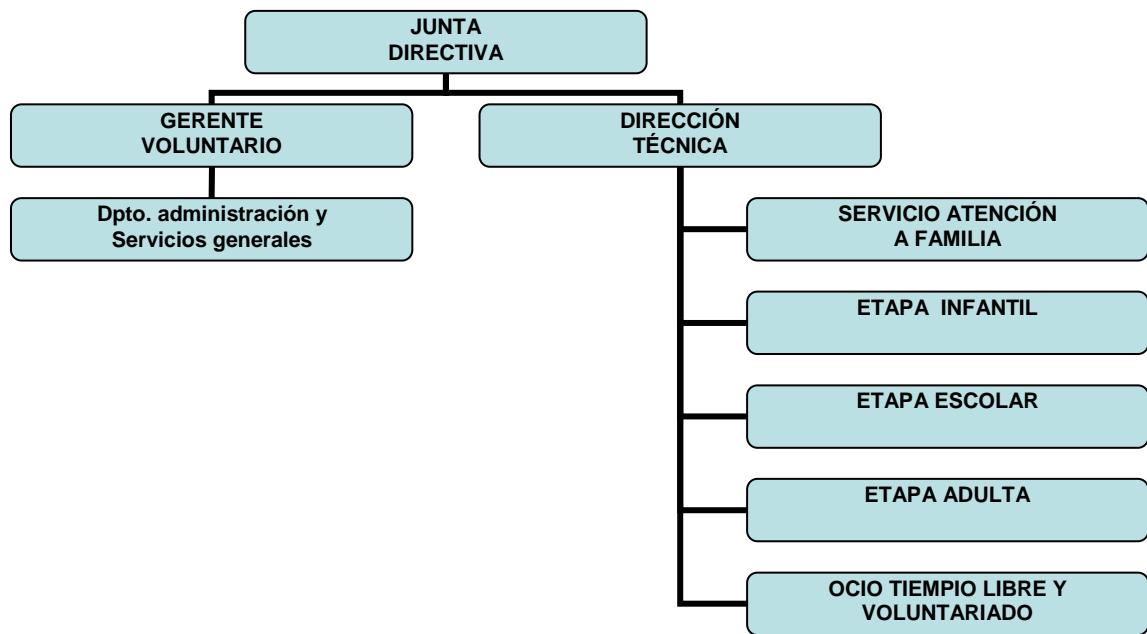 JUNTA
DIRECTIVA
GERENTE
VOLUNTARIO
DIRECCIÓN
TÉCNICA
Dpto. administración y
Servicios generales
SERVICIO ATENCIÓN
A FAMILIA
ETAPA INFANTIL
ETAPA ESCOLAR
ETAPA ADULTA
OCIO TIEMPIO LIBRE Y
VOLUNTARIADO